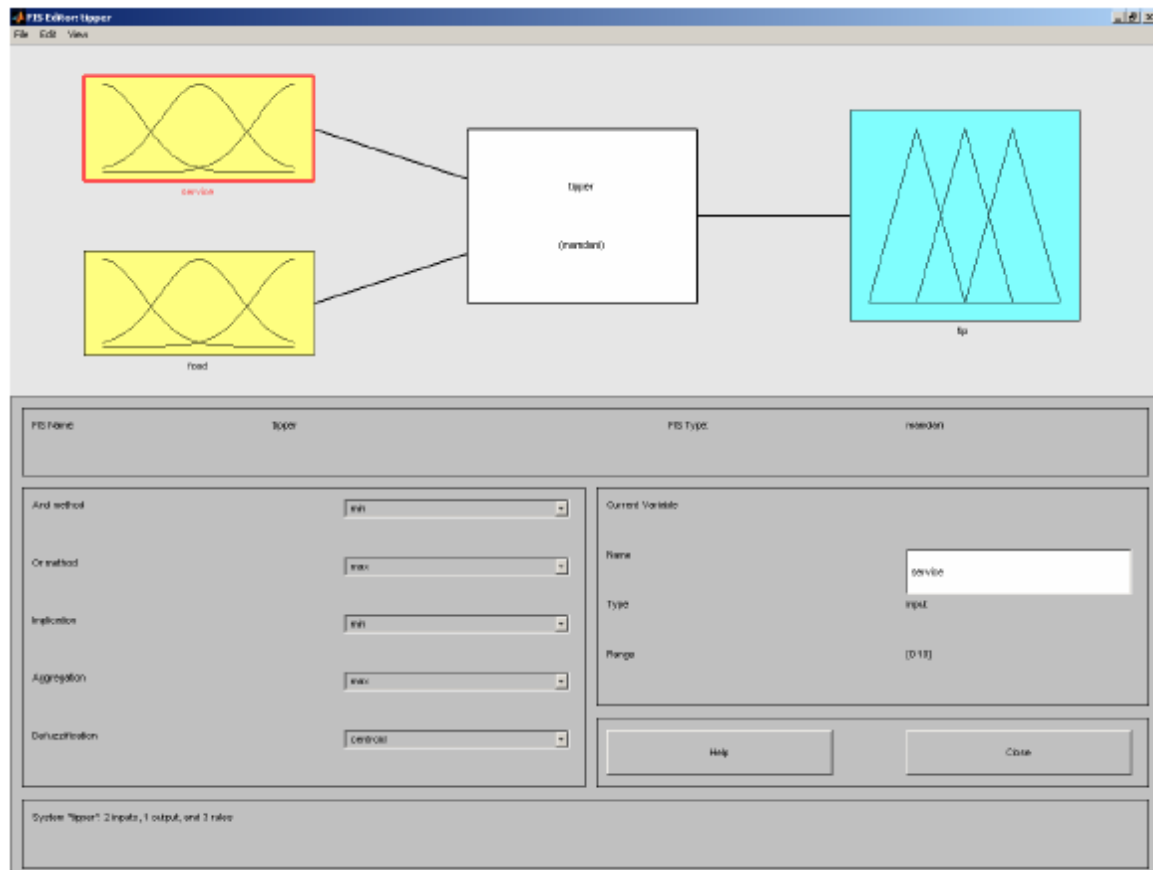 FIS Editor: tipper
File Edit View
service
food
tipper
(mamdani)
tip
FIS Name: tipper FIS Type: mamdani
And method min
Or method max
Implication min
Aggregation max
Defuzzification centroid
Current Variable
Name service
Type input
Range [0 10]
Help Close
System "tipper": 2 inputs, 1 output, and 3 rules